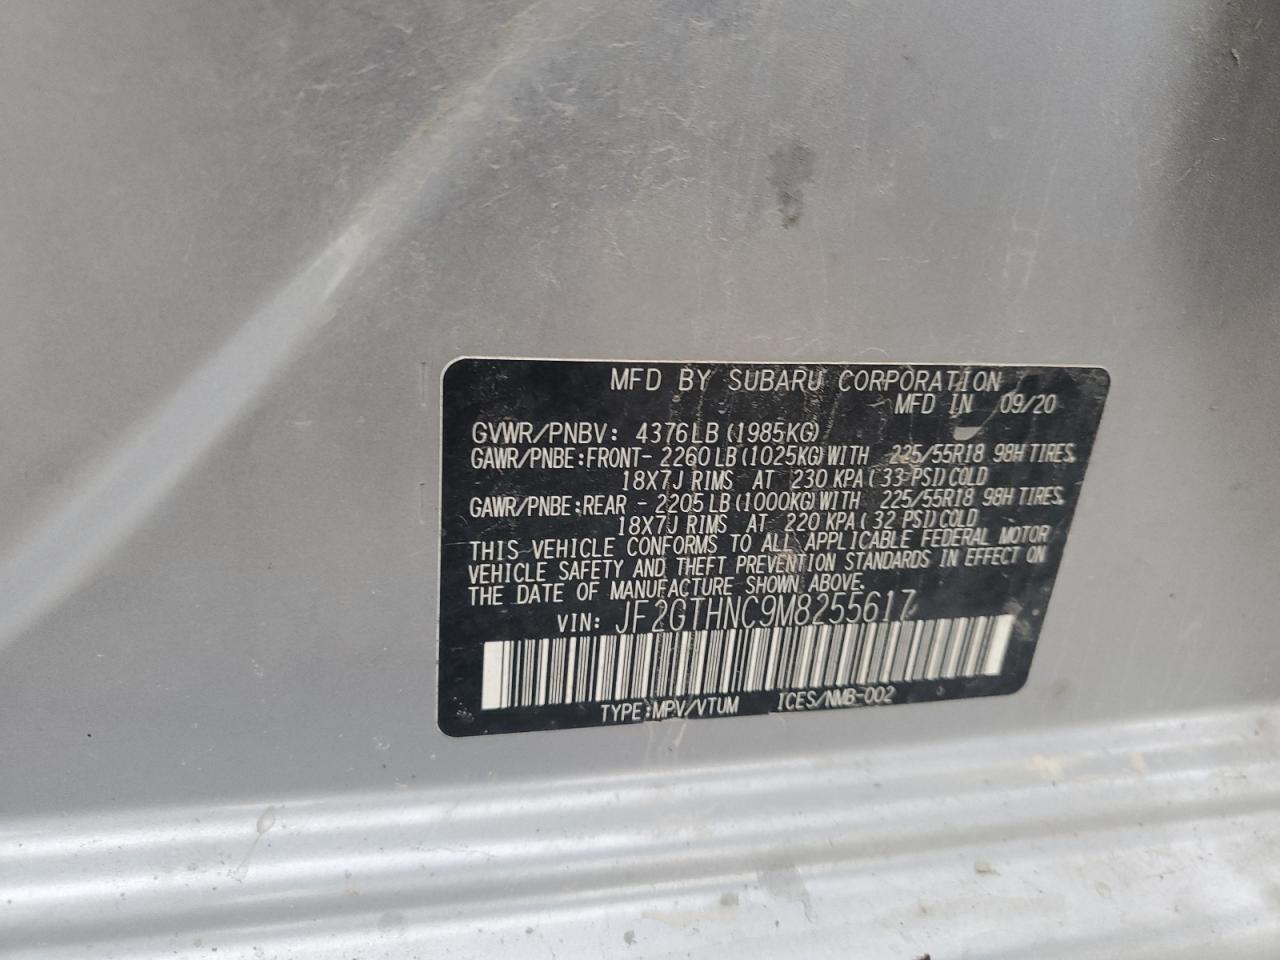 MFD BY SUBARU CORPORATION
MFD IN 09/20
GVWR/PNBV: 4376LB(1985KG)
GAWR/PNBE:FRONT- 2260LB(1025KG)WITH 225/55R18 98H TIRES,
18X7J RIMS AT 230 KPA(33 PSI)COLD
GAWR/PNBE:REAR - 2205LB(1000KG)WITH 225/55R18 98H TIRES,
18X7J RIMS AT 220 KPA(32 PSI)COLD
THIS VEHICLE CONFORMS TO ALL APPLICABLE FEDERAL MOTOR
VEHICLE SAFETY AND THEFT PREVENTION STANDARDS IN EFFECT ON
THE DATE OF MANUFACTURE SHOWN ABOVE.
VIN: JF2GTHNC9M8255617
TYPE:MPV/VTUM ICES/NMB-002